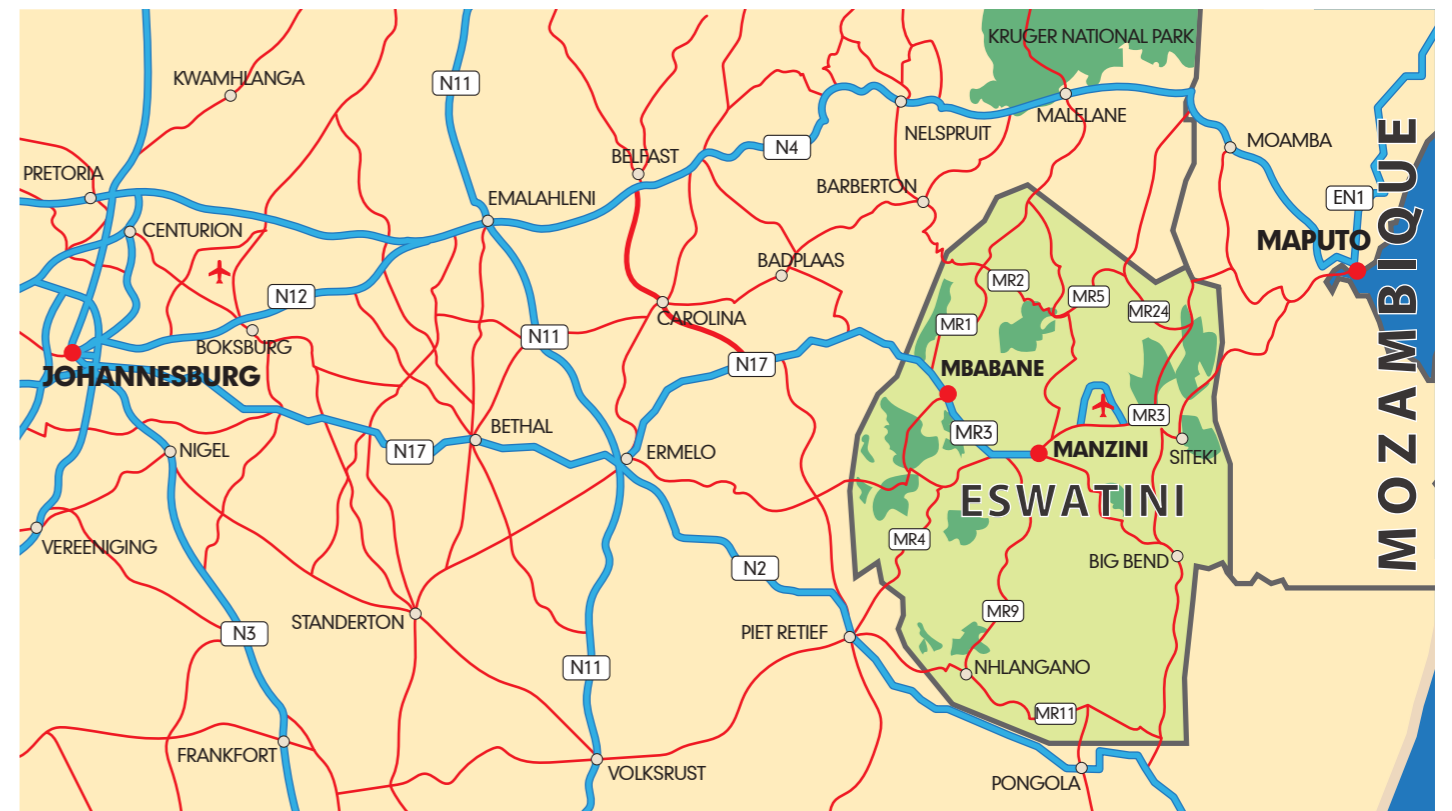 KRUGER NATIONAL PARK
KWAMHLANGA
N11
MALELANE
NELSPRUIT
MOAMBA
N4
BELFAST
PRETORIA
BARBERTON
EMALAHLENI
EN1
CENTURION
MAPUTO
BADPLAAS
MR2
N12
MR5
MR24
CAROLINA
MR1
N11
BOKSBURG
N17
MBABANE
JOHANNESBURG
MOZAMBIQUE
MR3
BETHAL
MR3
MANZINI
N17
NIGEL
ERMELO
SITEKI
ESWATINI
MR4
VEREENIGING
BIG BEND
N2
MR9
STANDERTON
N3
PIET RETIEF
N11
NHLANGANO
MR11
FRANKFORT
VOLKSRUST
PONGOLA